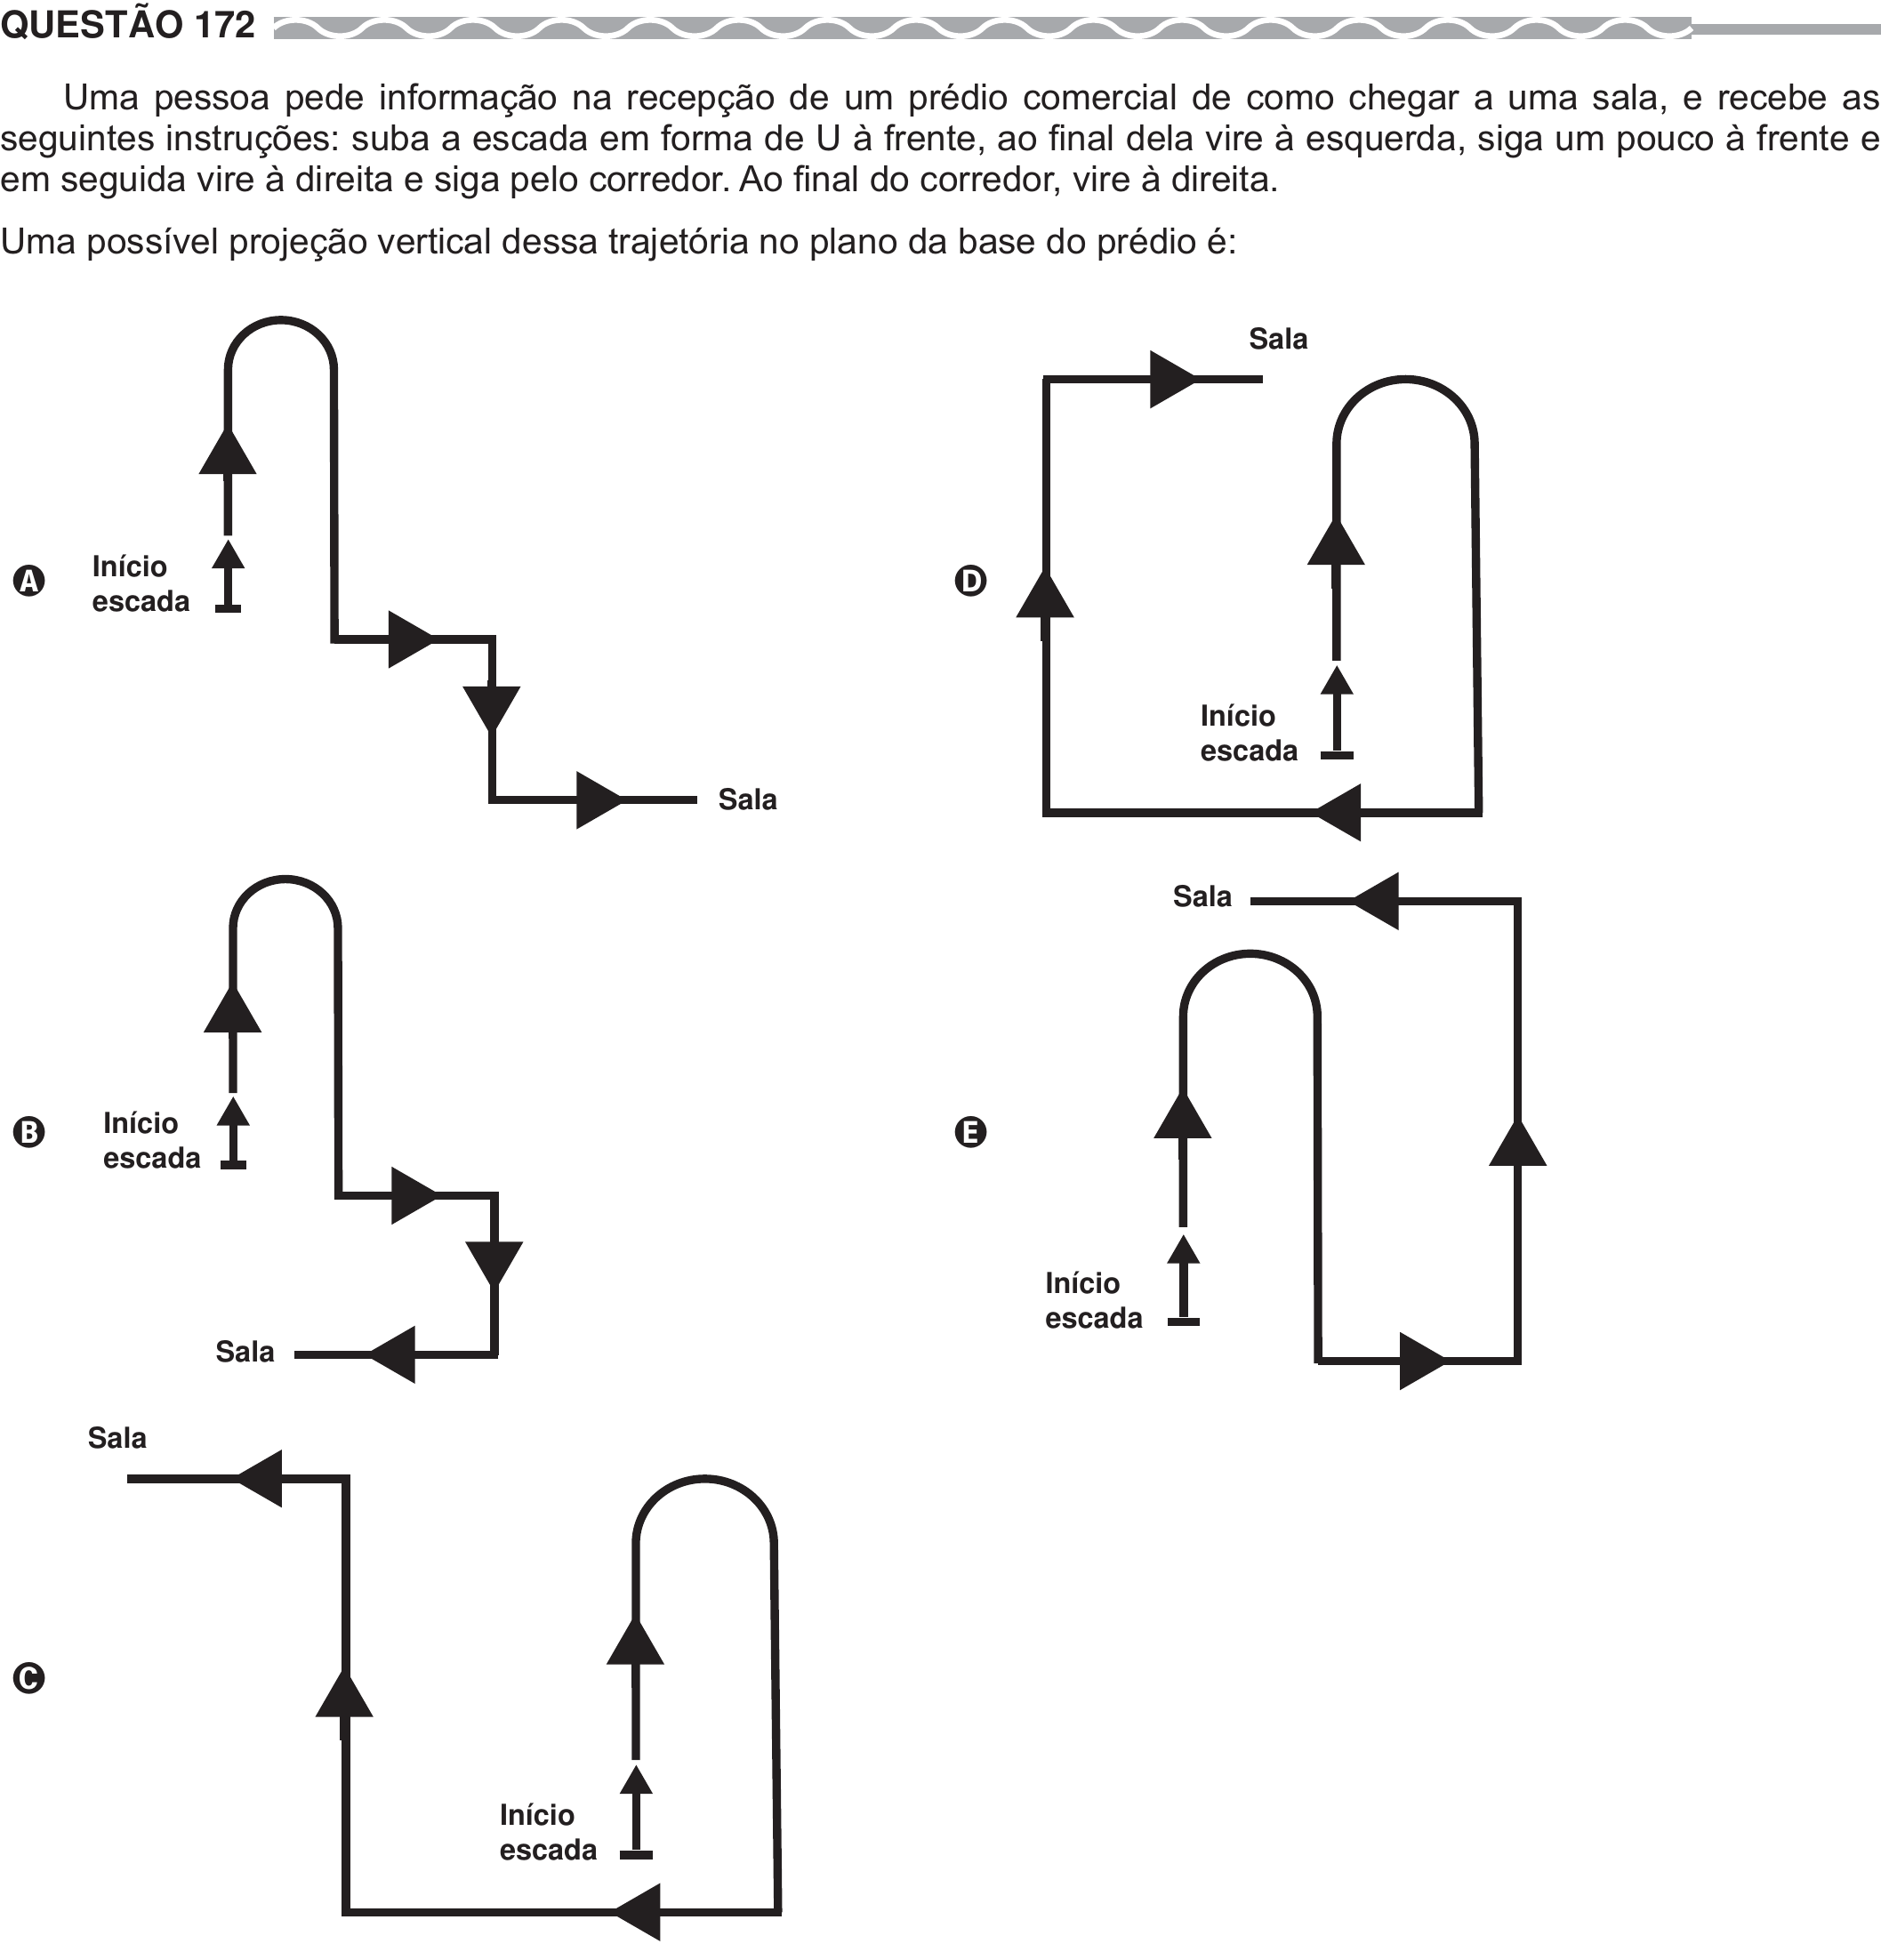 QUESTÃO 172
Uma pessoa pede informação na recepção de um prédio comercial de como chegar a uma sala, e recebe as
seguintes instruções: suba a escada em forma de U à frente, ao final dela vire à esquerda, siga um pouco à frente e
em seguida vire à direita e siga pelo corredor. Ao final do corredor, vire à direita.
Uma possível projeção vertical dessa trajetória no plano da base do prédio é:
A
Início
escada
Sala
B
Início
escada
Sala
C
Sala
Início
escada
D
Sala
Início
escada
E
Sala
Início
escada